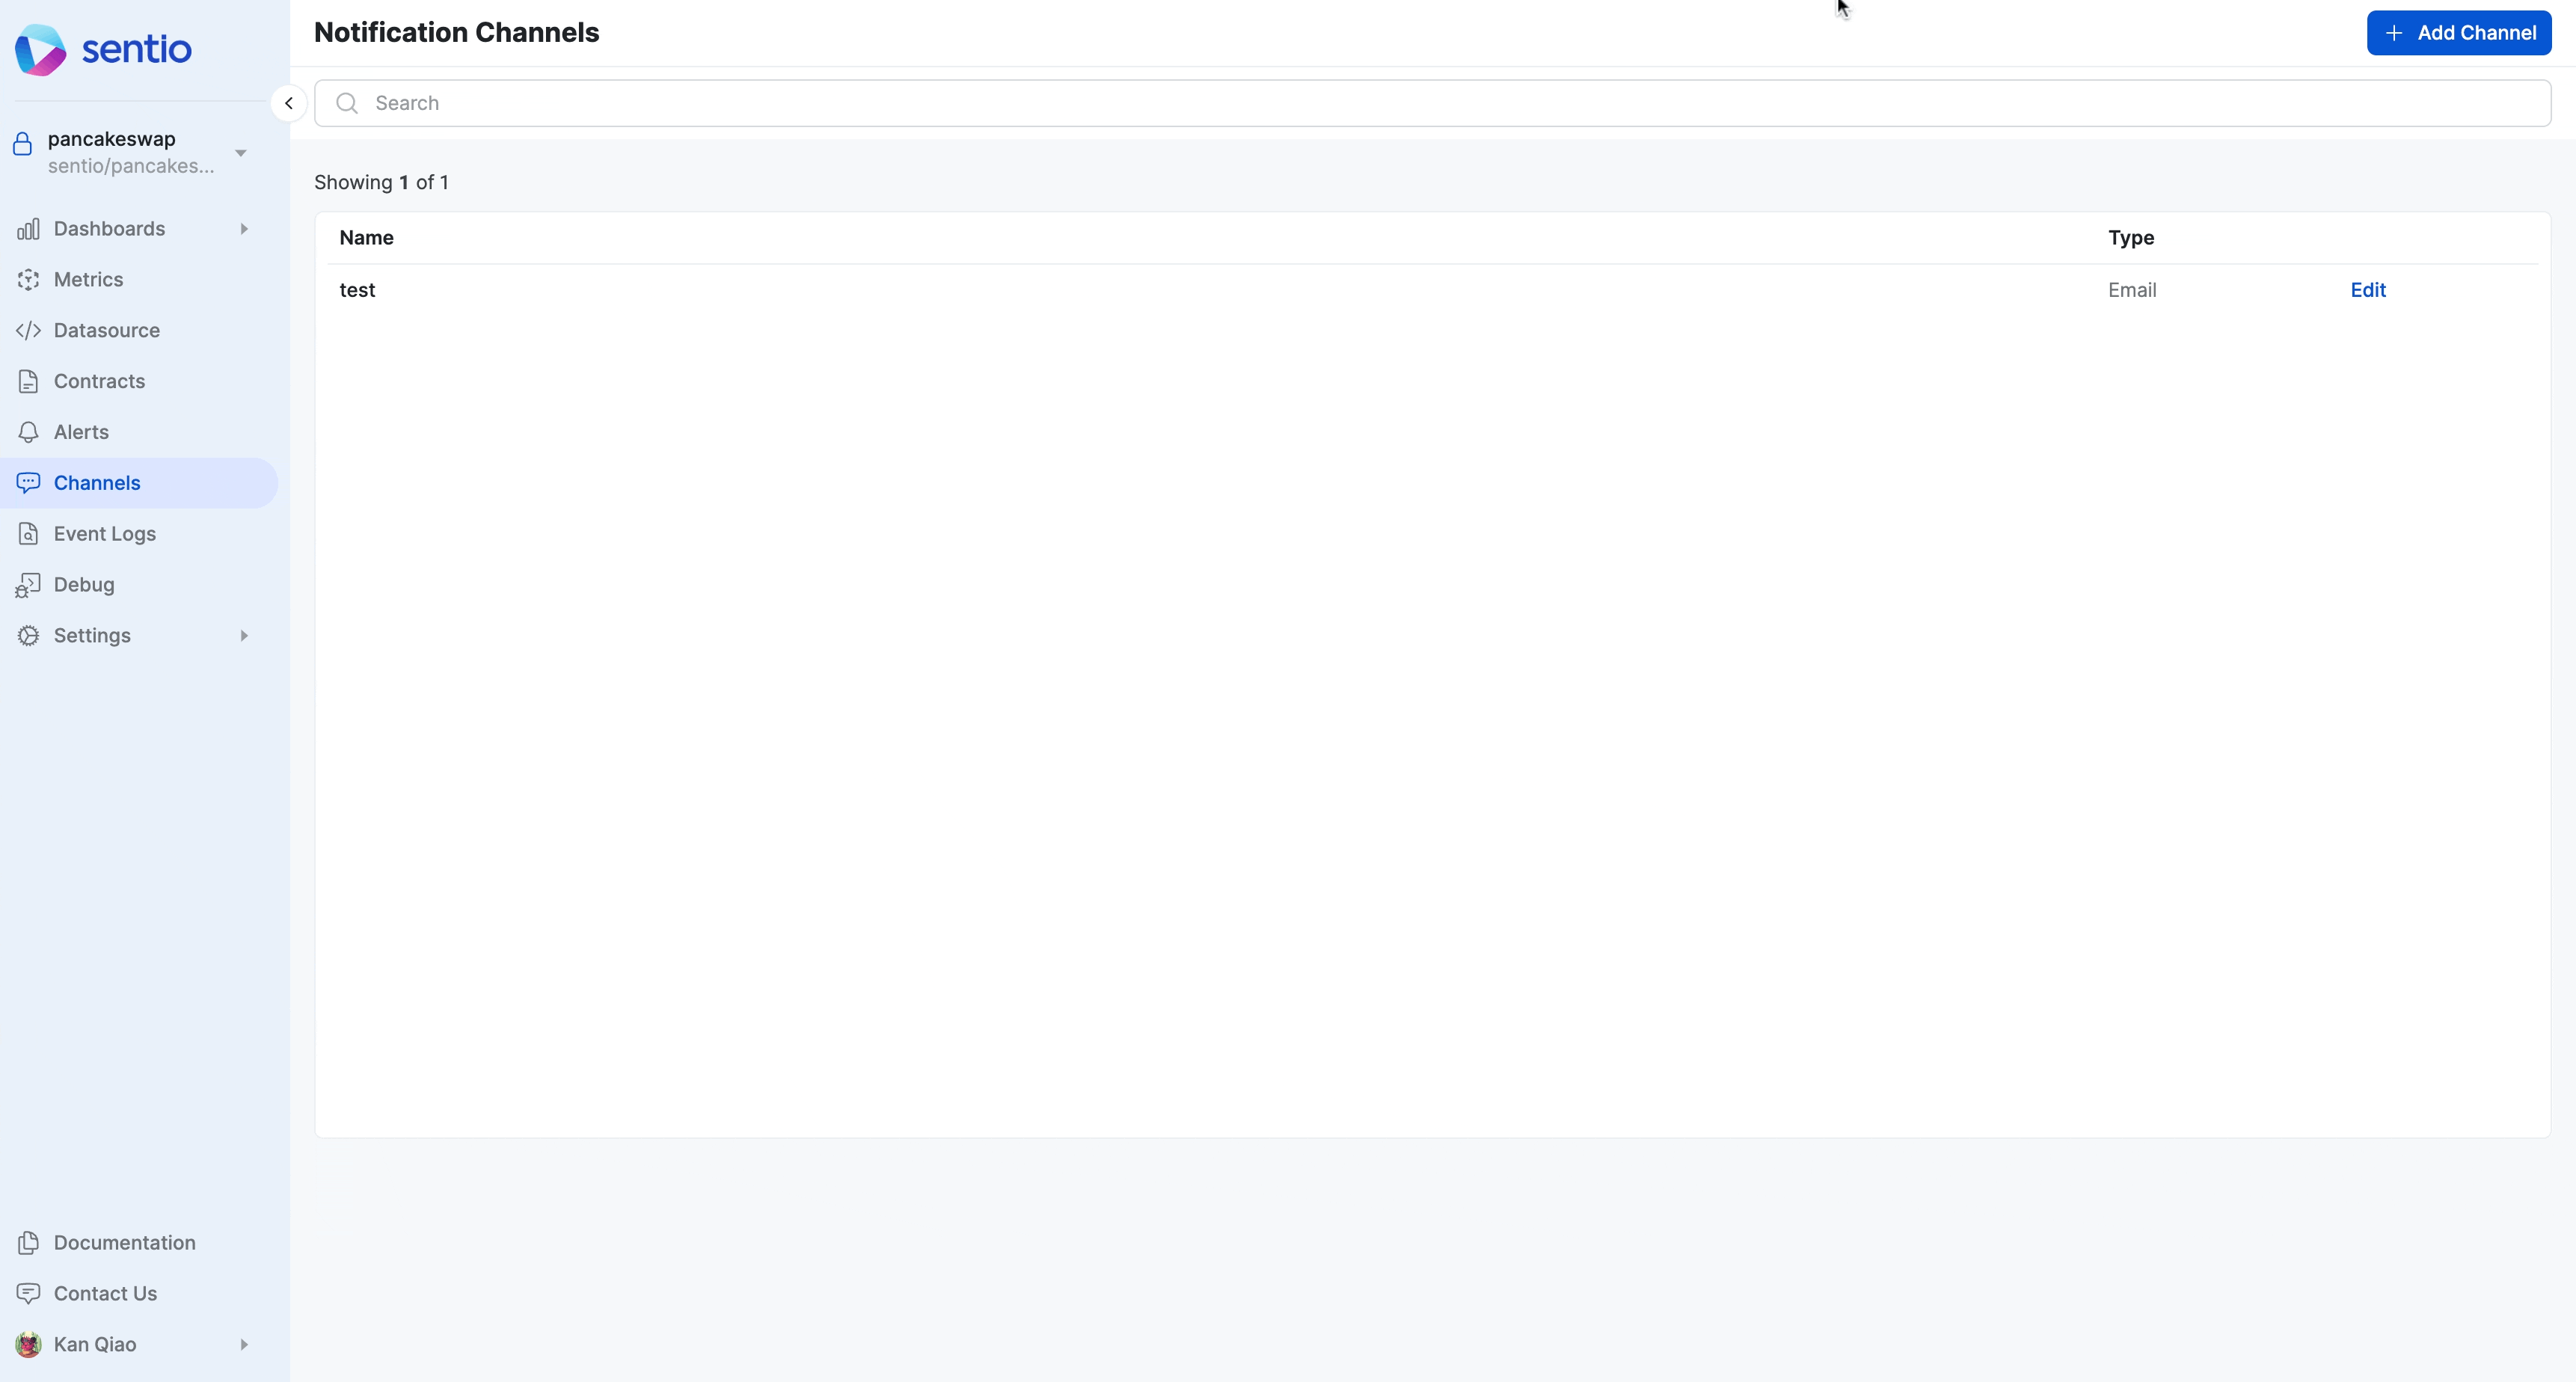 sentio
pancakeswap
sentio/pancakes...
Dashboards
Metrics
Datasource
Contracts
Alerts
Channels
Event Logs
Debug
Settings
Documentation
Contact Us
Kan Qiao
Notification Channels
Add Channel
Search
Showing 1 of 1
Name Type
test Email Edit